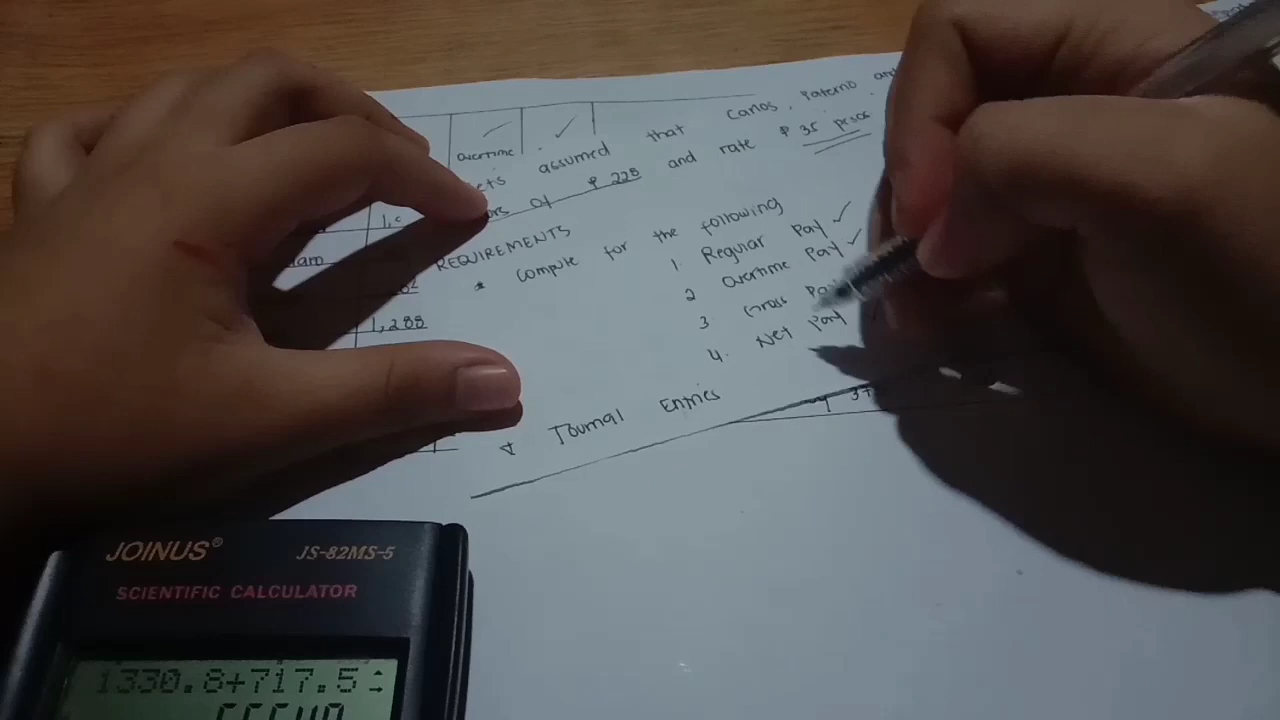 overtime
assumed that Carlos, Paterno and
of ₱ 228 and rate ₱ 35 pesos
1,288
REQUIREMENTS
* Compute for the following
1. Regular Pay ✓
2 Overtime Pay ✓
3. Gross Pay
4. Net Pay
Journal Entries
JOINUS® JS-82MS-5
SCIENTIFIC CALCULATOR
1330.8+717.5